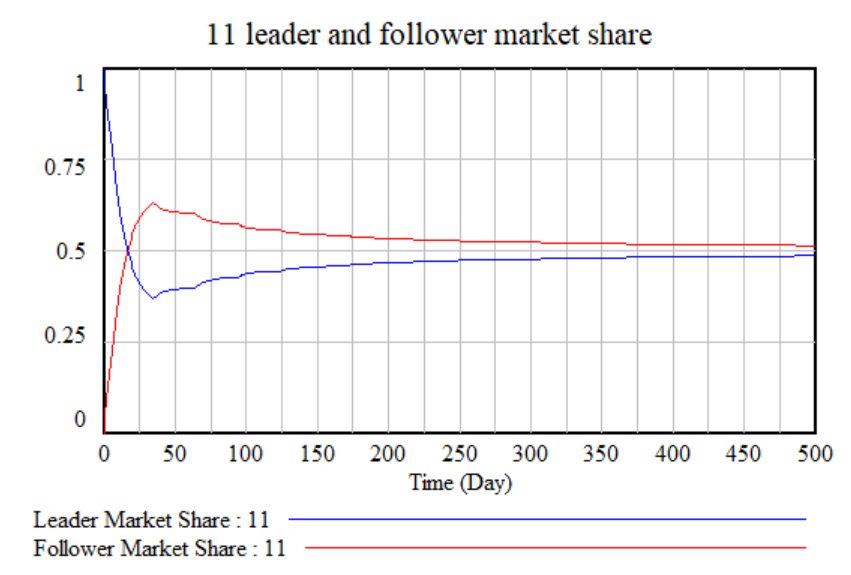 11 leader and follower market share
1
0.75
0.5
0.25
0
0 50 100 150 200 250 300 350 400 450 500
Time (Day)
Leader Market Share : 11
Follower Market Share : 11